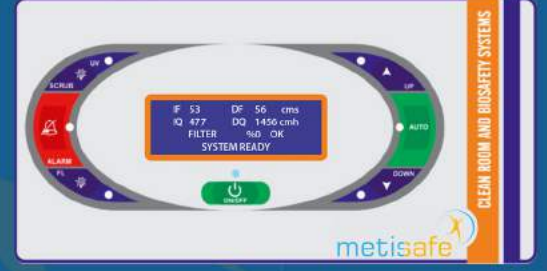 UV
SCRUB
ALARM
FL
IF 53 DF 56 cms
IQ 477 DQ 1456 cmh
FILTER %0 OK
SYSTEM READY
ON/OFF
UP
AUTO
DOWN
CLEAN ROOM AND BIOSAFETY SYSTEMS
metisafe